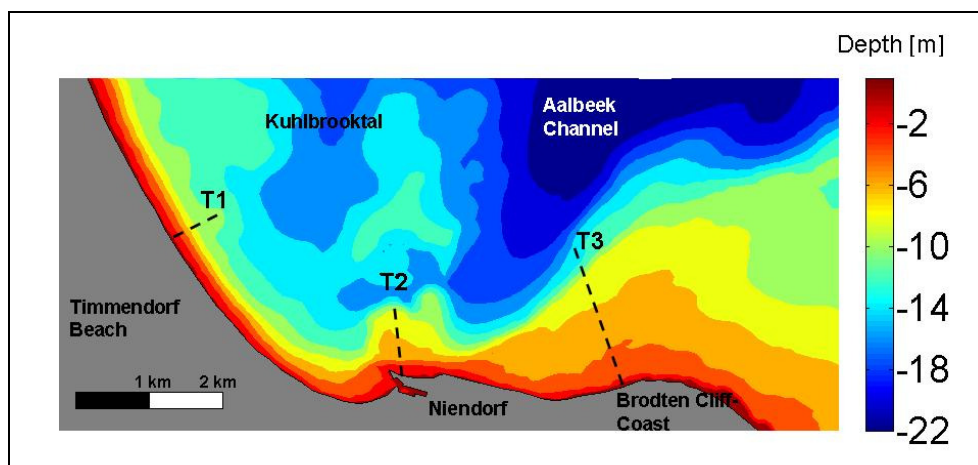 Depth [m]
Kuhlbrooktal
Aalbeek
Channel
-2
-6
-10
-14
-18
-22
T1
T2
T3
Timmendorf
Beach
1 km 2 km
Niendorf
Brodten Cliff-
Coast